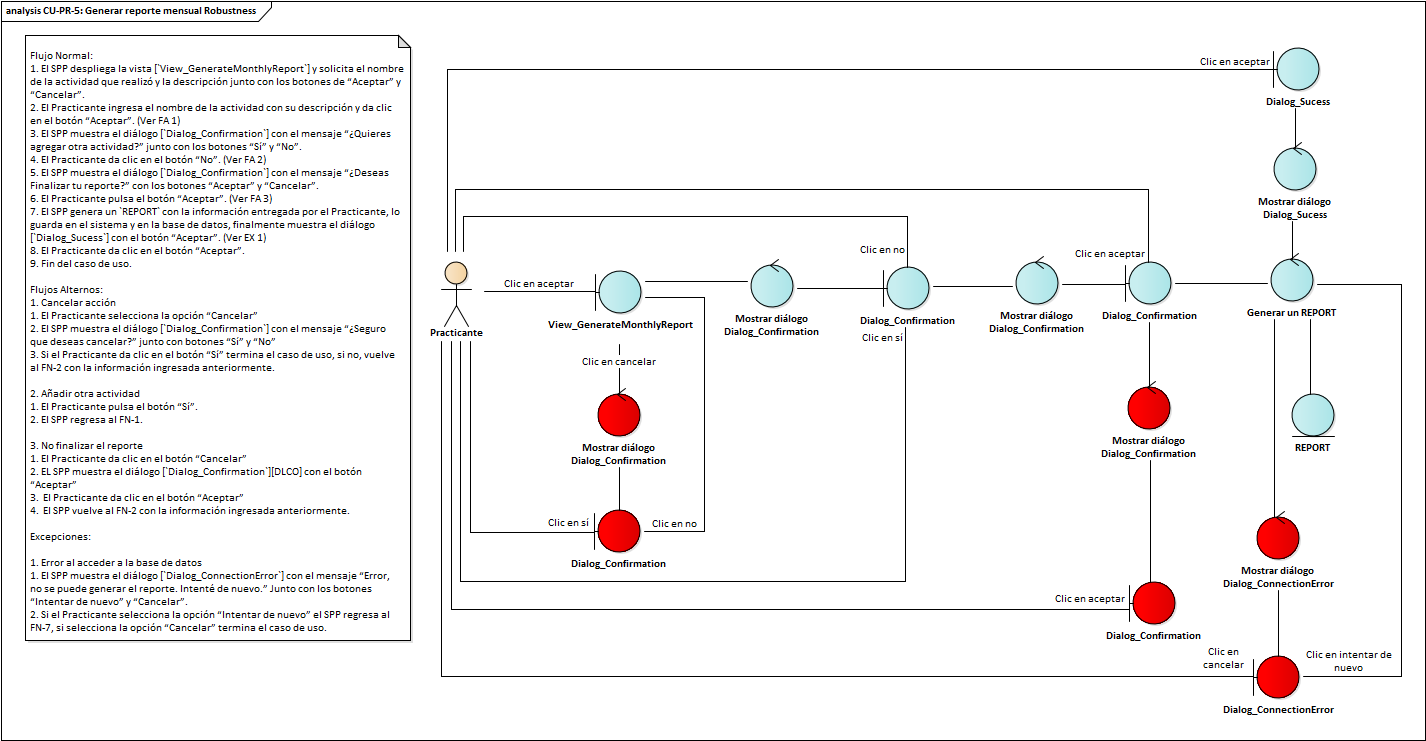 analysis CU-PR-5: Generar reporte mensual Robustness
Flujo Normal:
1. El SPP despliega la vista [`View_GenerateMonthlyReport`] y solicita el nombre
de la actividad que realizó y la descripción junto con los botones de “Aceptar” y
“Cancelar”.
2. El Practicante ingresa el nombre de la actividad con su descripción y da clic
en el botón “Aceptar”. (Ver FA 1)
3. El SPP muestra el diálogo [`Dialog_Confirmation`] con el mensaje “¿Quieres
agregar otra actividad?” junto con los botones “Sí” y “No”.
4. El Practicante da clic en el botón “No”. (Ver FA 2)
5. El SPP muestra el diálogo [`Dialog_Confirmation`] con el mensaje “¿Deseas
Finalizar tu reporte?” con los botones “Aceptar” y “Cancelar”.
6. El Practicante pulsa el botón “Aceptar”. (Ver FA 3)
7. El SPP genera un `REPORT` con la información entregada por el Practicante, lo
guarda en el sistema y en la base de datos, finalmente muestra el diálogo
[`Dialog_Sucess`] con el botón “Aceptar”. (Ver EX 1)
8. El Practicante da clic en el botón “Aceptar”.
9. Fin del caso de uso.
Flujos Alternos:
1. Cancelar acción
1. El Practicante selecciona la opción “Cancelar”
2. El SPP muestra el diálogo [`Dialog_Confirmation`] con el mensaje “¿Seguro
que deseas cancelar?” junto con botones “Sí” y “No”
3. Si el Practicante da clic en el botón “Sí” termina el caso de uso, si no, vuelve
al FN-2 con la información ingresada anteriormente.
2. Añadir otra actividad
1. El Practicante pulsa el botón “Sí”.
2. El SPP regresa al FN-1.
3. No finalizar el reporte
1. El Practicante da clic en el botón “Cancelar”
2. EL SPP muestra el diálogo [`Dialog_Confirmation`][DLCO] con el botón
“Aceptar”
3. El Practicante da clic en el botón “Aceptar”
4. El SPP vuelve al FN-2 con la información ingresada anteriormente.
Excepciones:
1. Error al acceder a la base de datos
1. El SPP muestra el diálogo [`Dialog_ConnectionError`] con el mensaje “Error,
no se puede generar el reporte. Intenté de nuevo.” Junto con los botones
“Intentar de nuevo” y “Cancelar”.
2. Si el Practicante selecciona la opción “Intentar de nuevo” el SPP regresa al
FN-7, si selecciona la opción “Cancelar” termina el caso de uso.
Clic en aceptar
Dialog_Sucess
Mostrar diálogo
Dialog_Sucess
Practicante
Clic en aceptar
View_GenerateMonthlyReport
Mostrar diálogo
Dialog_Confirmation
Clic en no
Dialog_Confirmation
Clic en sí
Mostrar diálogo
Dialog_Confirmation
Clic en aceptar
Dialog_Confirmation
Generar un REPORT
Clic en cancelar
Mostrar diálogo
Dialog_Confirmation
Clic en sí
Clic en no
Dialog_Confirmation
Mostrar diálogo
Dialog_Confirmation
REPORT
Clic en aceptar
Dialog_Confirmation
Mostrar diálogo
Dialog_ConnectionError
Clic en
cancelar
Clic en intentar de
nuevo
Dialog_ConnectionError